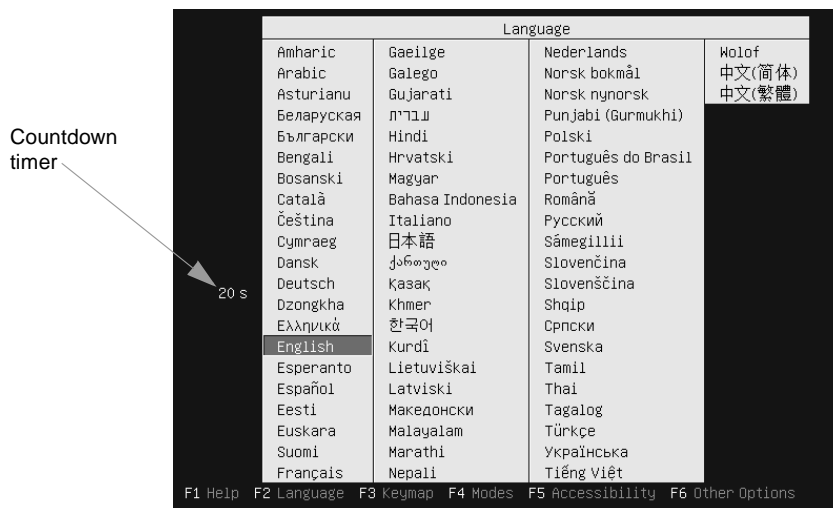 Language
Amharic
Arabic
Asturianu
Беларуская
Български
Bengali
Bosanski
Català
Čeština
Cymraeg
Dansk
Deutsch
Dzongkha
Ελληνικά
English
Esperanto
Español
Eesti
Euskara
Suomi
Français
Gaeilge
Galego
Gujarati
עברית
Hindi
Hrvatski
Magyar
Bahasa Indonesia
Italiano
日本語
ქართული
Қазақ
Khmer
한국어
Kurdî
Lietuviškai
Latviski
Македонски
Malayalam
Marathi
Nepali
Nederlands
Norsk bokmål
Norsk nynorsk
Punjabi (Gurmukhi)
Polski
Português do Brasil
Português
Română
Русский
Sámegillii
Slovenčina
Slovenščina
Shqip
Српски
Svenska
Tamil
Thai
Tagalog
Türkçe
Українська
Tiếng Việt
Wolof
中文(简体)
中文(繁體)
Countdown
timer
20 s
F1 Help F2 Language F3 Keymap F4 Modes F5 Accessibility F6 Other Options